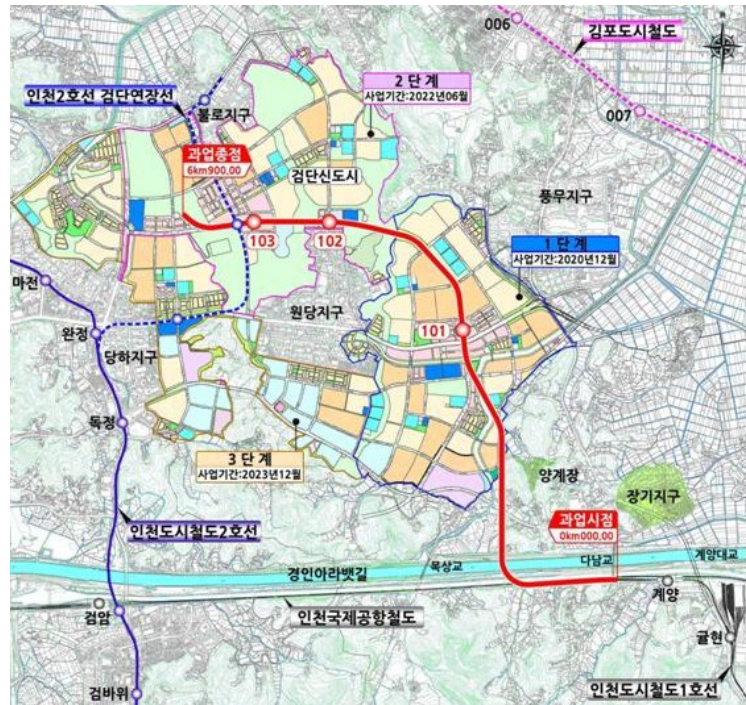 006
김포도시철도
N
2 단 계
사업기간:2022년06월
인천2호선 검단연장선
불로지구
007
과업종점
6km900.00
검단신도시
풍무지구
103
102
1 단 계
사업기간:2020년12월
마전
원당지구
101
완정
당하지구
독정
3 단 계
사업기간:2023년12월
양계장
장기지구
과업시점
0km000.00
인천도시철도2호선
계양대교
경인아라뱃길
목상교
다남교
계양
검암
인천국제공항철도
귤현
검바위
인천도시철도1호선